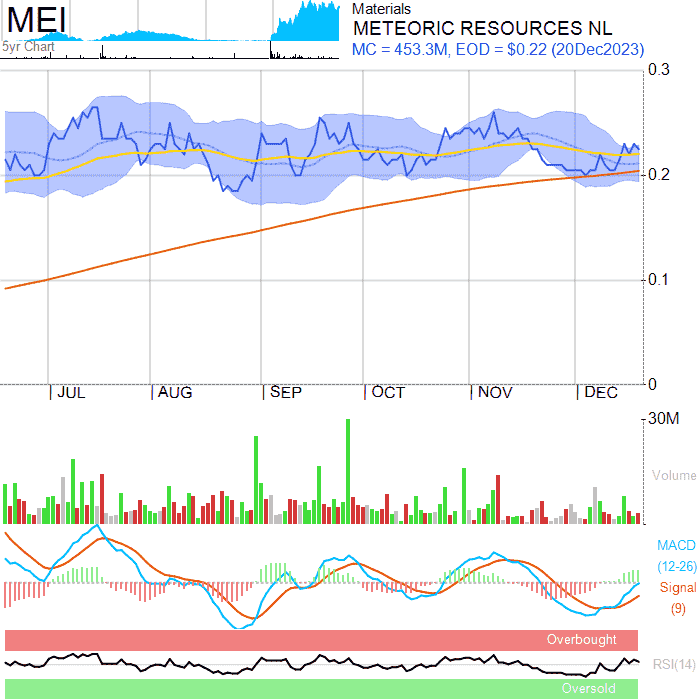 MEI
5yr Chart
Materials
METEORIC RESOURCES NL
MC = 453.3M, EOD = $0.22 (20Dec2023)
0.3
0.2
0.1
0
JUL
AUG
SEP
OCT
NOV
DEC
30M
Volume
MACD
(12-26)
Signal
(9)
Overbought
RSI(14)
Oversold